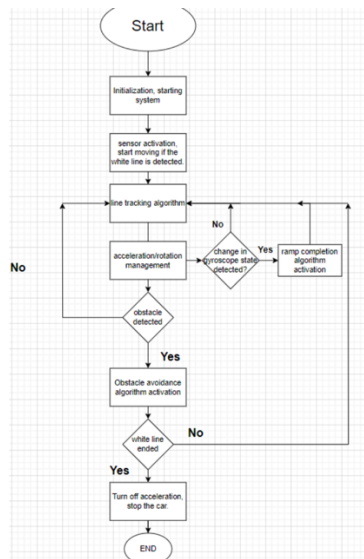 Start
Initialization, starting
system
sensor activation,
start moving if the
white line is detected.
line tracking algorithm
No
acceleration/rotation
management
change in
gyroscope state
detected?
No
Yes
ramp completion
algorithm
activation
obstacle
detected
Yes
Obstacle avoidance
algorithm activation
white line
ended
No
Yes
Turn off acceleration,
stop the car.
END